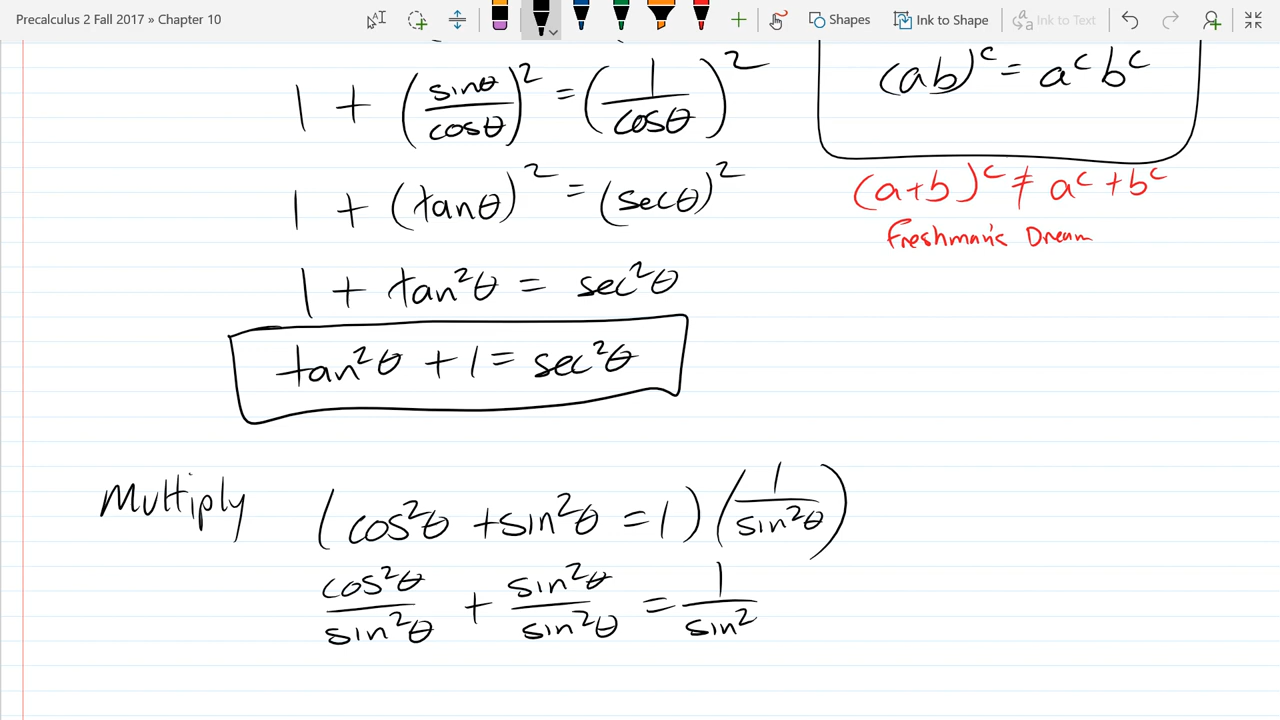 Precalculus 2 Fall 2017 » Chapter 10
Shapes
Ink to Shape
Ink to Text
1 + (sinθ/cosθ)² = (1/cosθ)²
(ab)^c = a^c b^c
1 + (tanθ)² = (secθ)²
(a+b)^c ≠ a^c + b^c
Freshman's Dream
1 + tan²θ = sec²θ
tan²θ + 1 = sec²θ
Multiply (cos²θ + sin²θ = 1)(1/sin²θ)
cos²θ/sin²θ + sin²θ/sin²θ = 1/sin²